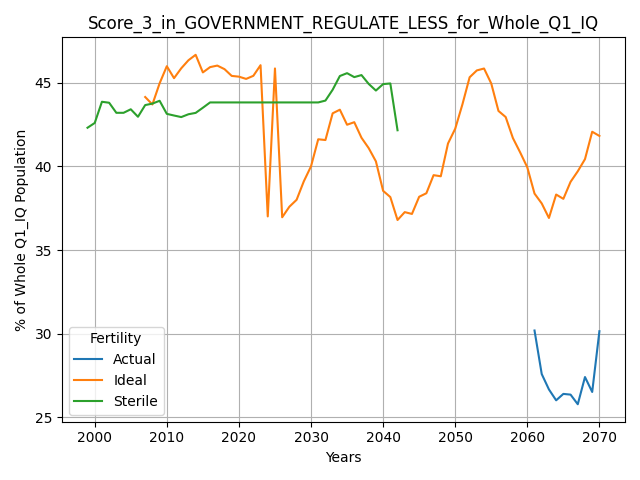 Score_3_in_GOVERNMENT_REGULATE_LESS_for_Whole_Q1_IQ
% of Whole Q1_IQ Population
45
40
35
30
25
Fertility
Actual
Ideal
Sterile
2000 2010 2020 2030 2040 2050 2060 2070
Years